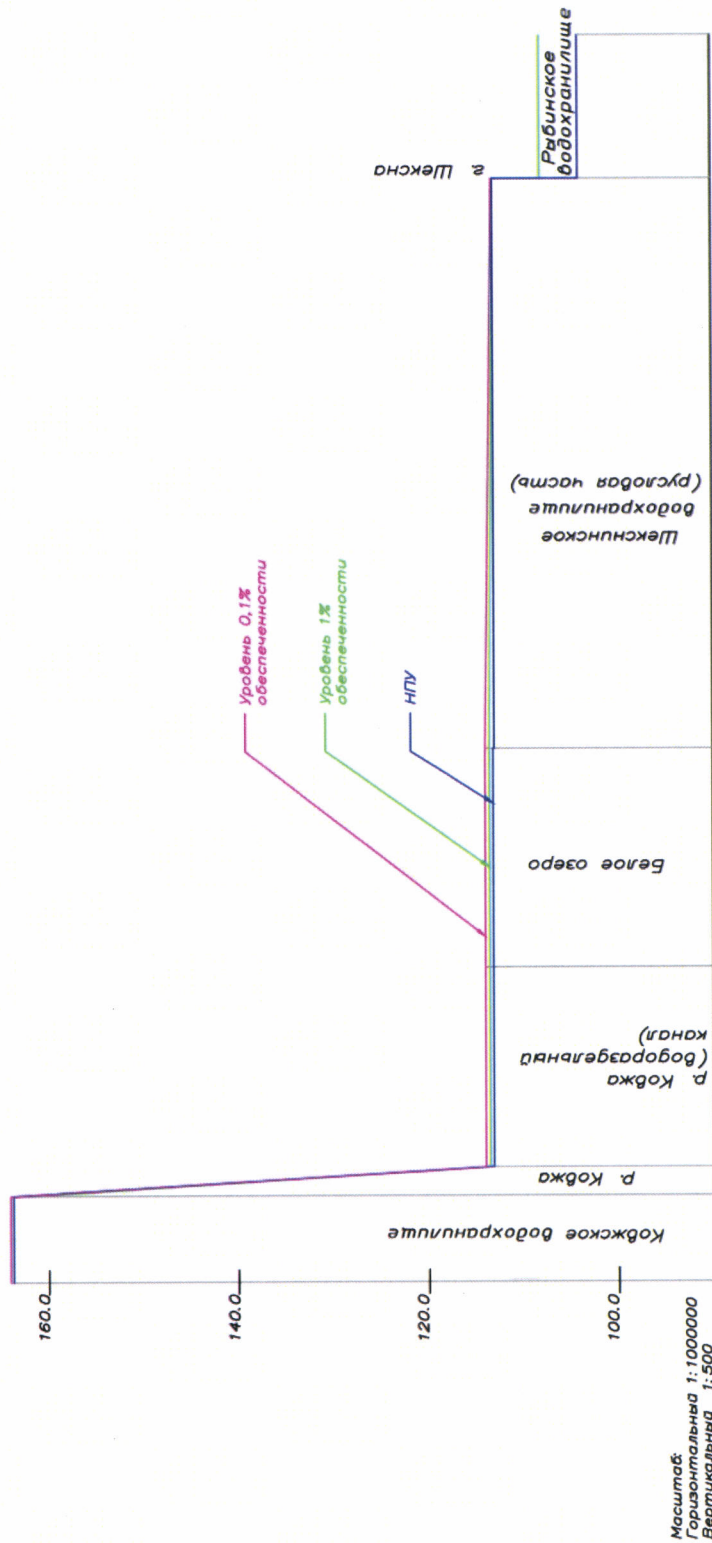 160.0
140.0
120.0
100.0
Масштаб:
Горизонтальный 1:1000000
Вертикальный 1:500
Ковжское водохранилище
р. Ковжа
р. Ковжа
(водораздельный
канал)
Белое озеро
Шекснинское
водохранилище
(русловая часть)
Уровень 0,1%
обеспеченности
Уровень 1%
обеспеченности
НПУ
г. Шексна
Рыбинское
водохранилище